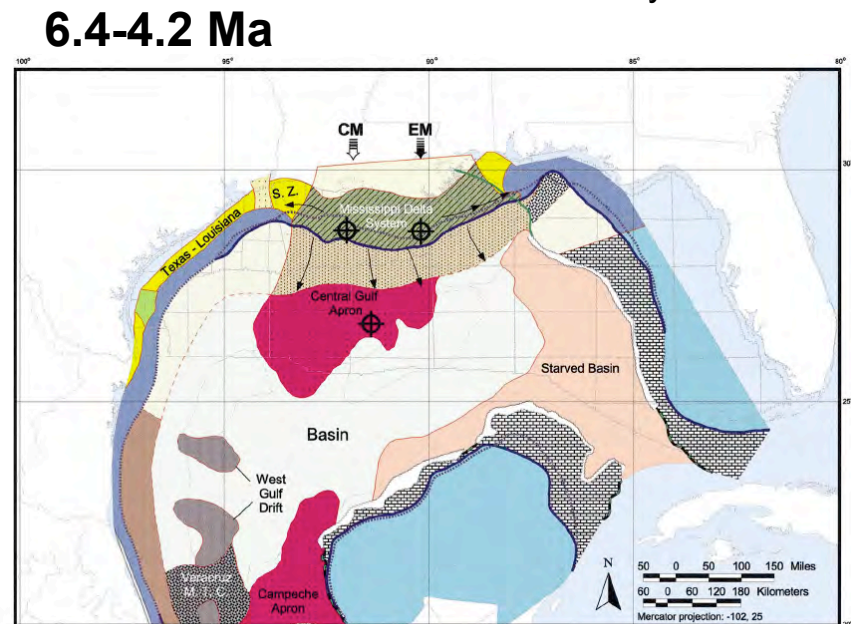 6.4-4.2 Ma
100°
95°
90°
85°
80°
CM
EM
30
S. Z.
Mississippi Delta
System
Texas - Louisiana
Central Gulf
Apron
Starved Basin
25
Basin
West
Gulf
Drift
N
50 0 50 100 150 Miles
Veracruz
M. T. C.
60 0 60 120 180 Kilometers
Campeche
Apron
Mercator projection: -102, 25